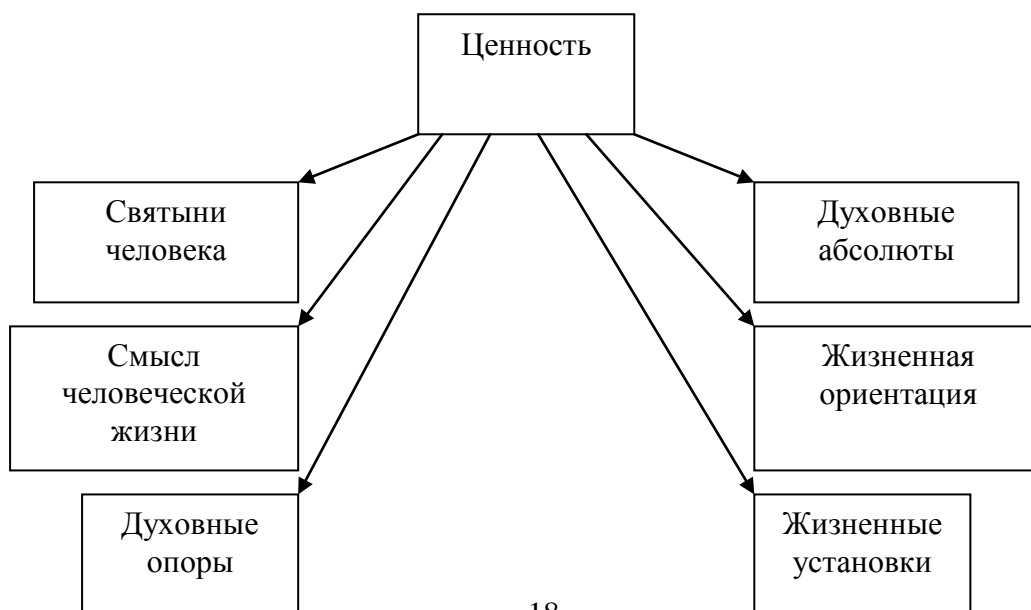 Ценность
Святыни
человека
Духовные
абсолюты
Смысл
человеческой
жизни
Жизненная
ориентация
Духовные
опоры
Жизненные
установки
18